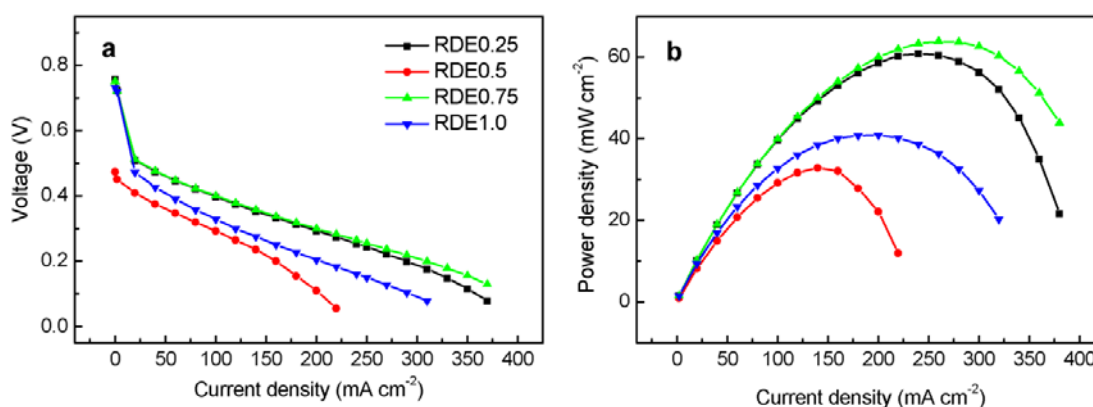 a
RDE0.25
RDE0.5
RDE0.75
RDE1.0
0.8
0.6
0.4
0.2
0.0
Voltage (V)
0 50 100 150 200 250 300 350 400
Current density (mA cm⁻²)
b
60
40
20
0
Power density (mW cm⁻²)
0 50 100 150 200 250 300 350 400
Current density (mA cm⁻²)